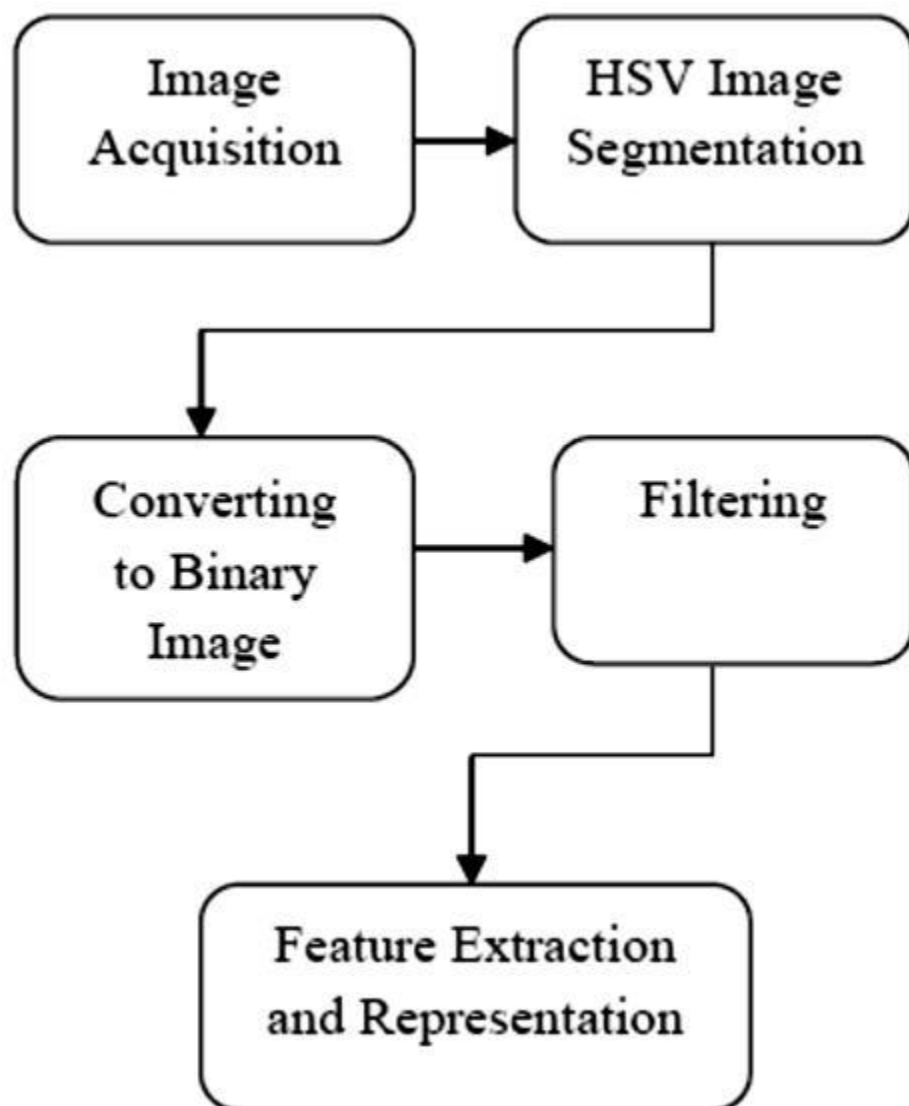 Image
Acquisition
HSV Image
Segmentation
Converting
to Binary
Image
Filtering
Feature Extraction
and Representation